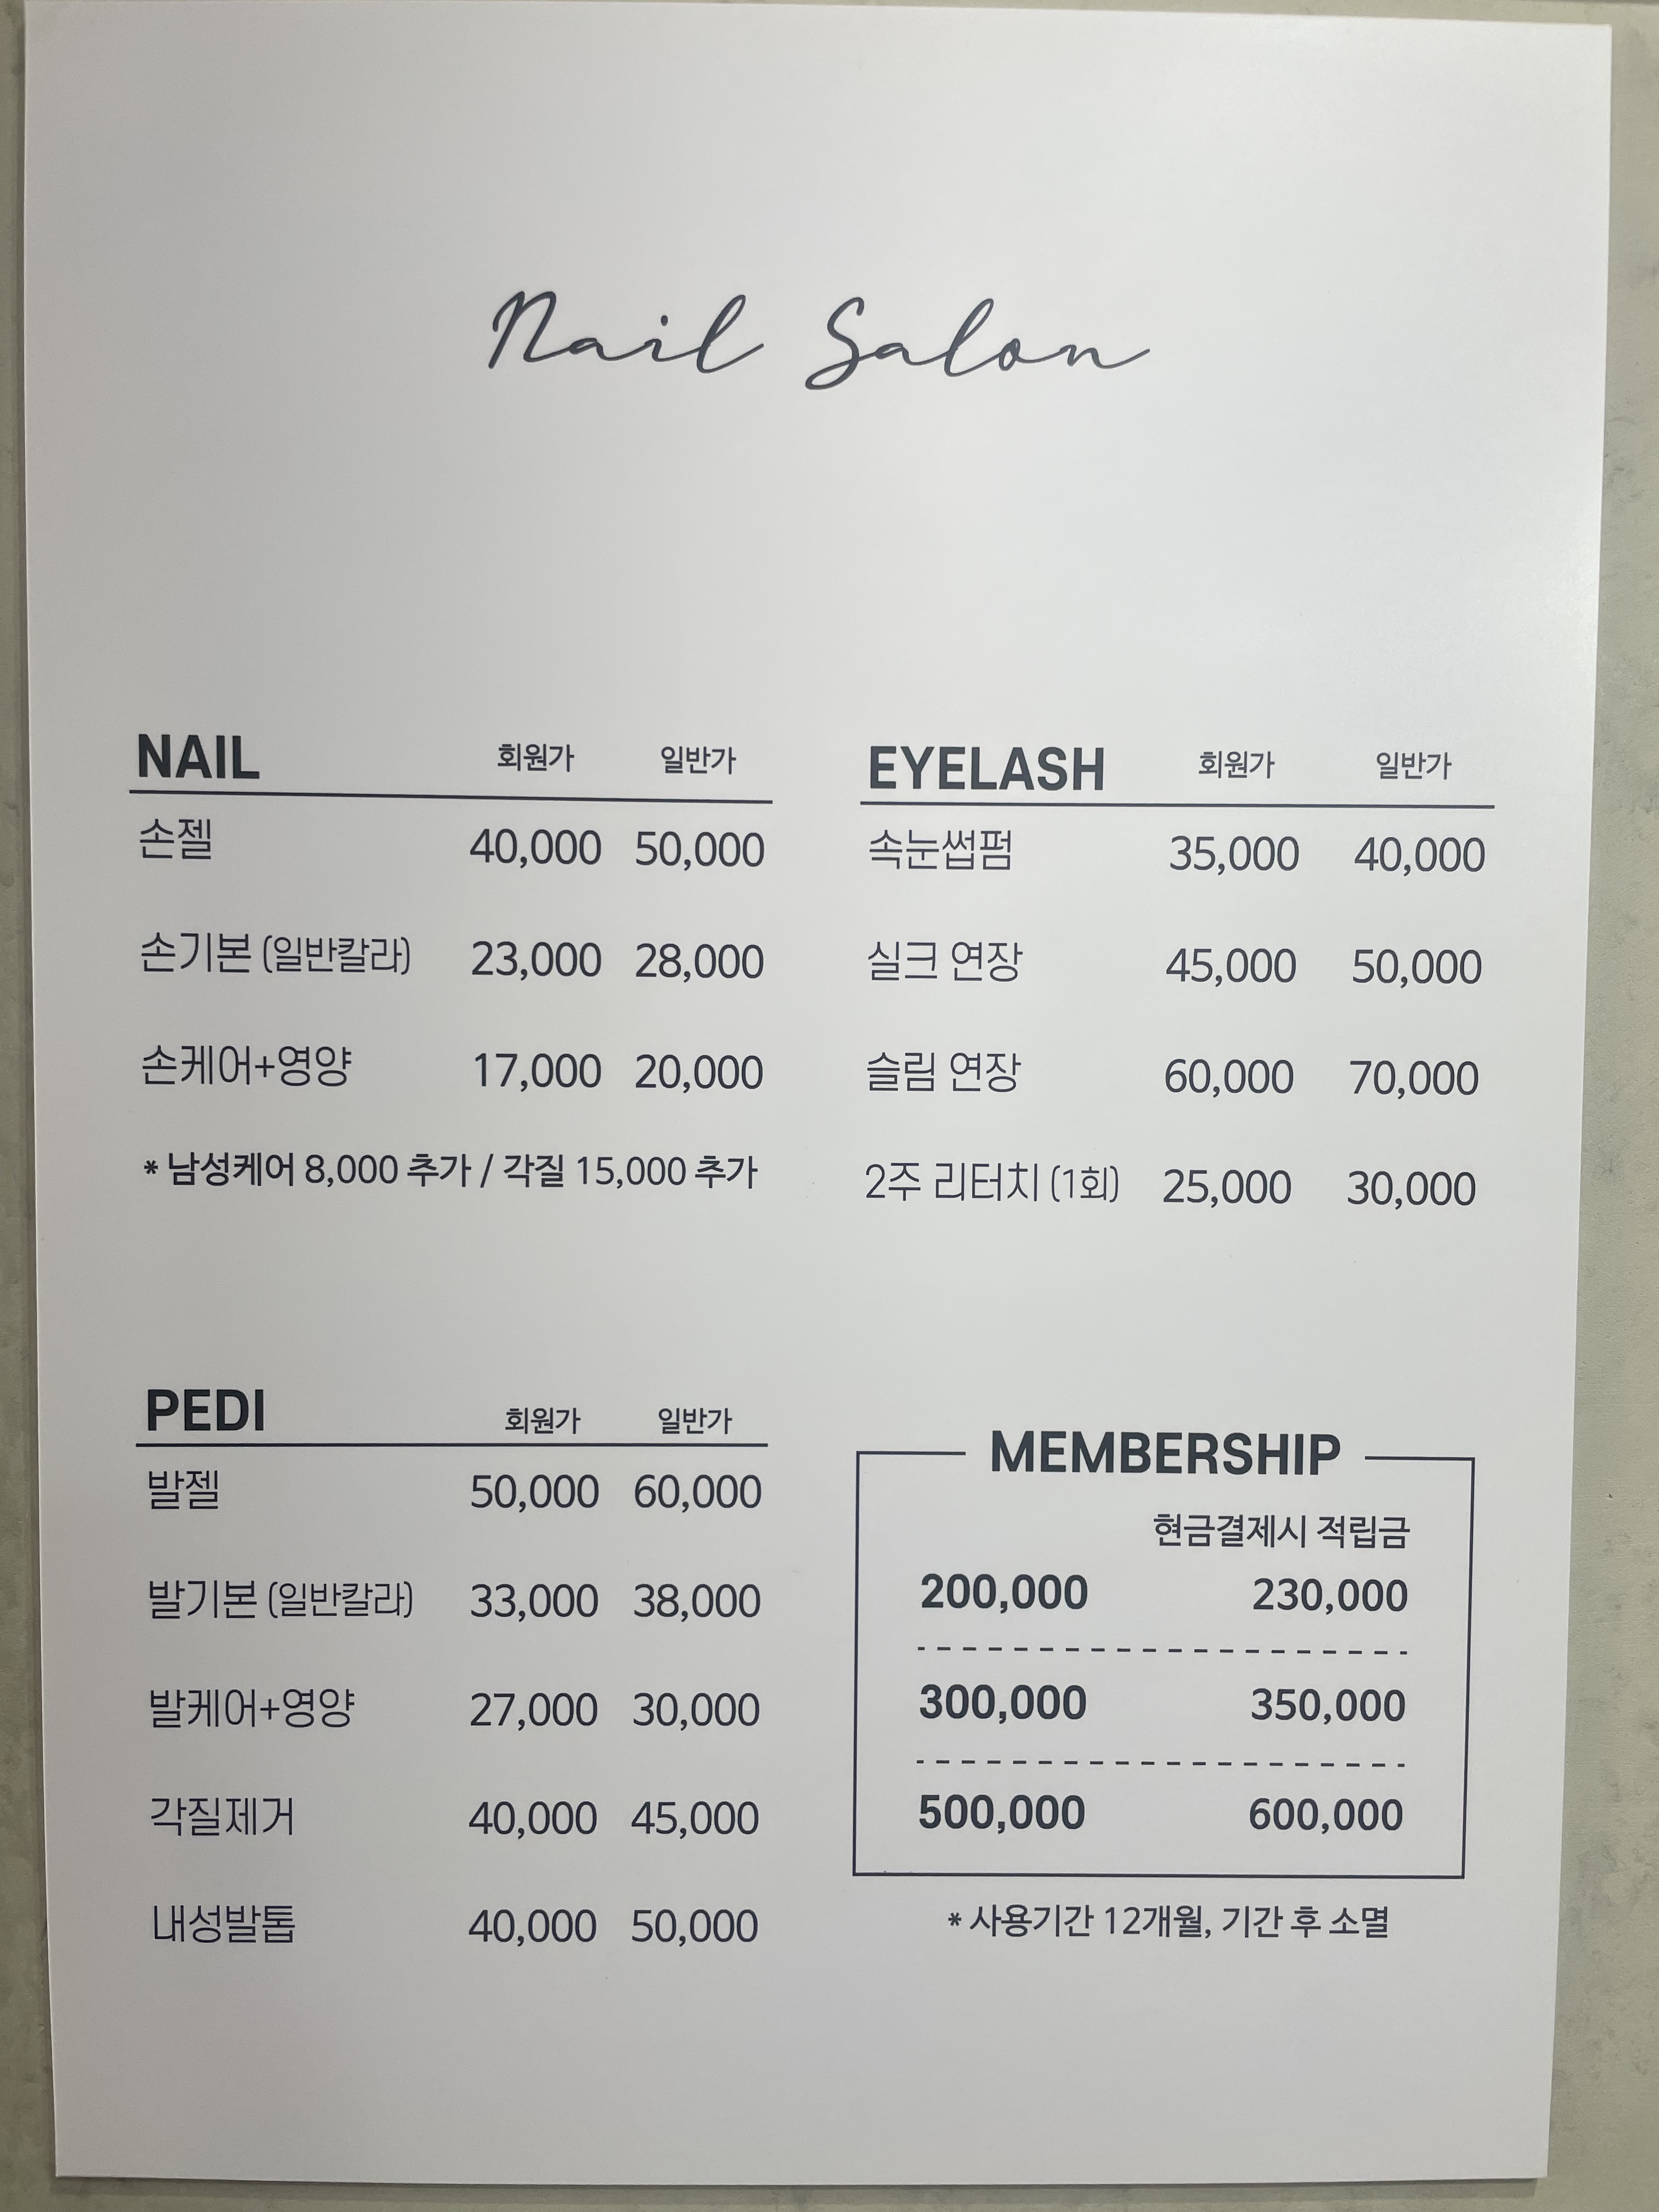 Nail Salon
NAIL 회원가 일반가
손젤 40,000 50,000
손기본 (일반칼라) 23,000 28,000
손케어+영양 17,000 20,000
* 남성케어 8,000 추가 / 각질 15,000 추가
EYELASH 회원가 일반가
속눈썹펌 35,000 40,000
실크 연장 45,000 50,000
슬림 연장 60,000 70,000
2주 리터치 (1회) 25,000 30,000
PEDI 회원가 일반가
발젤 50,000 60,000
발기본 (일반칼라) 33,000 38,000
발케어+영양 27,000 30,000
각질제거 40,000 45,000
내성발톱 40,000 50,000
MEMBERSHIP
현금결제시 적립금
200,000 230,000
300,000 350,000
500,000 600,000
* 사용기간 12개월, 기간 후 소멸